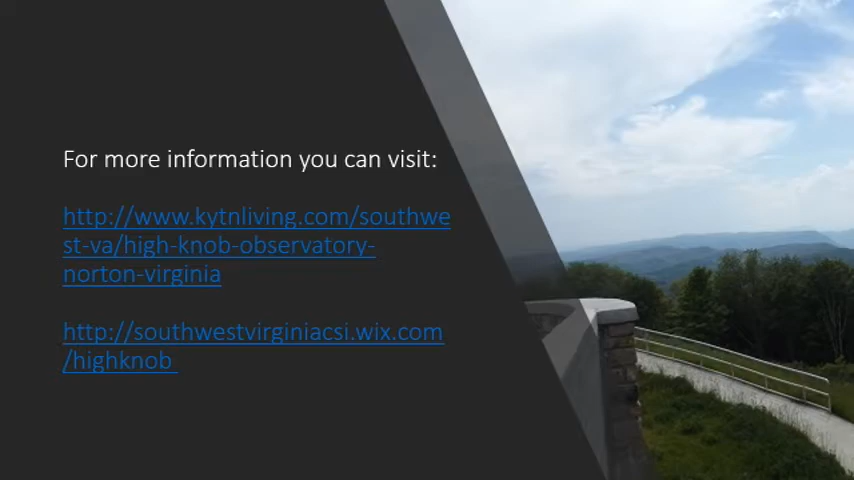 For more information you can visit:
http://www.kytnliving.com/southwe
st-va/high-knob-observatory-
norton-virginia
http://southwestvirginiacsi.wix.com
/highknob